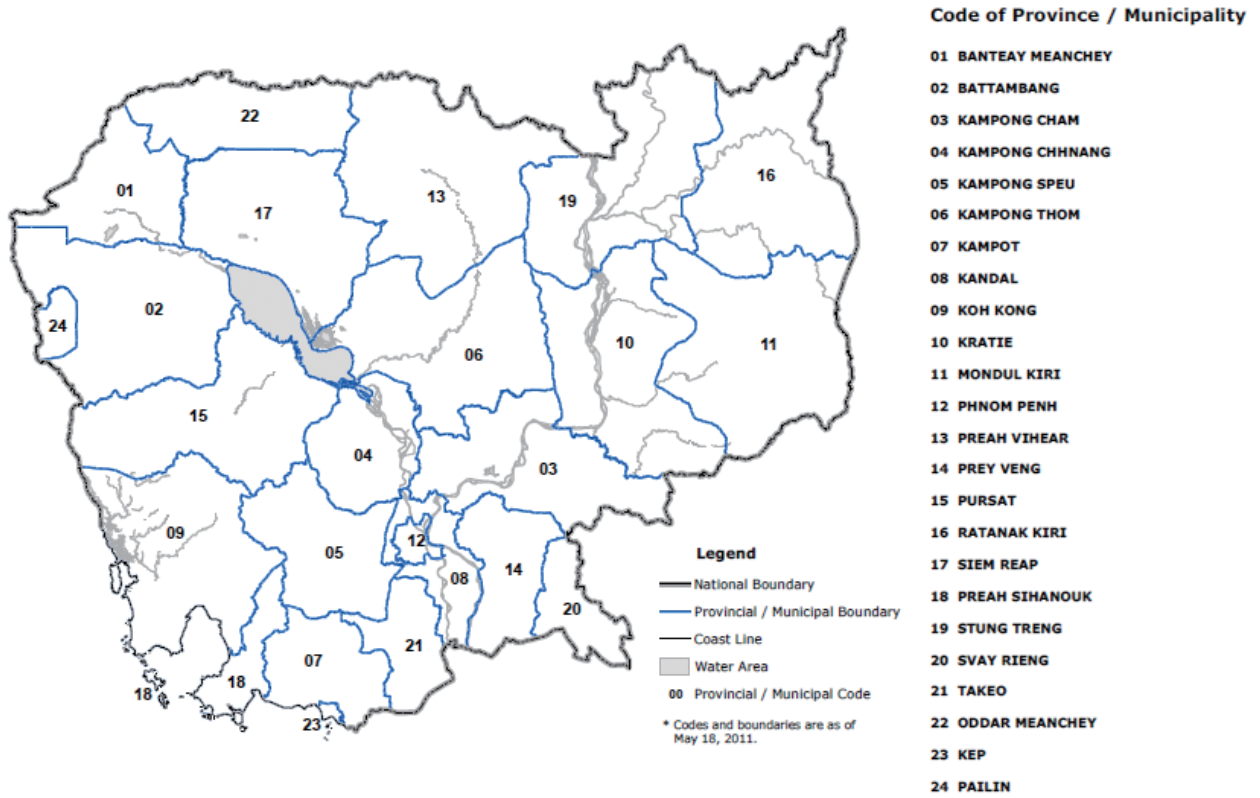 Code of Province / Municipality
01 BANTEAY MEANCHEY
02 BATTAMBANG
03 KAMPONG CHAM
04 KAMPONG CHHNANG
05 KAMPONG SPEU
06 KAMPONG THOM
07 KAMPOT
08 KANDAL
09 KOH KONG
10 KRATIE
11 MONDUL KIRI
12 PHNOM PENH
13 PREAH VIHEAR
14 PREY VENG
15 PURSAT
16 RATANAK KIRI
17 SIEM REAP
18 PREAH SIHANOUK
19 STUNG TRENG
20 SVAY RIENG
21 TAKEO
22 ODDAR MEANCHEY
23 KEP
24 PAILIN
22
16
01
13
19
17
02
24
10
11
06
15
04
03
09
12
05
14
08
20
21
07
18
18
23
Legend
National Boundary
Provincial / Municipal Boundary
Coast Line
Water Area
00 Provincial / Municipal Code
* Codes and boundaries are as of
May 18, 2011.